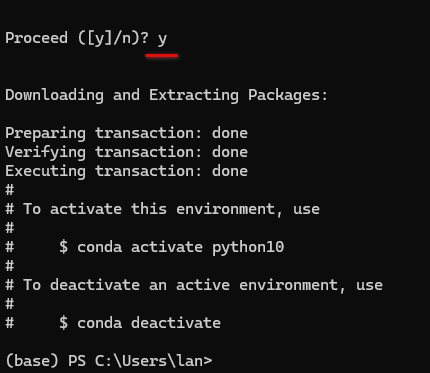 Proceed ([y]/n)? y
Downloading and Extracting Packages:
Preparing transaction: done
Verifying transaction: done
Executing transaction: done
#
# To activate this environment, use
#
#     $ conda activate python10
#
# To deactivate an active environment, use
#
#     $ conda deactivate
(base) PS C:\Users\lan>